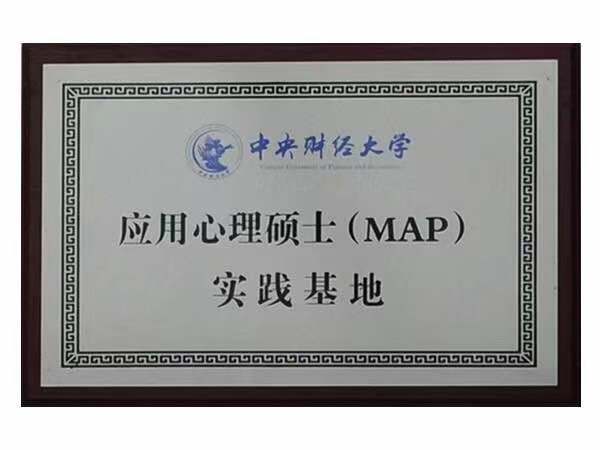 中央财经大学
Central University of Finance and Economics
应用心理硕士（MAP）
实践基地